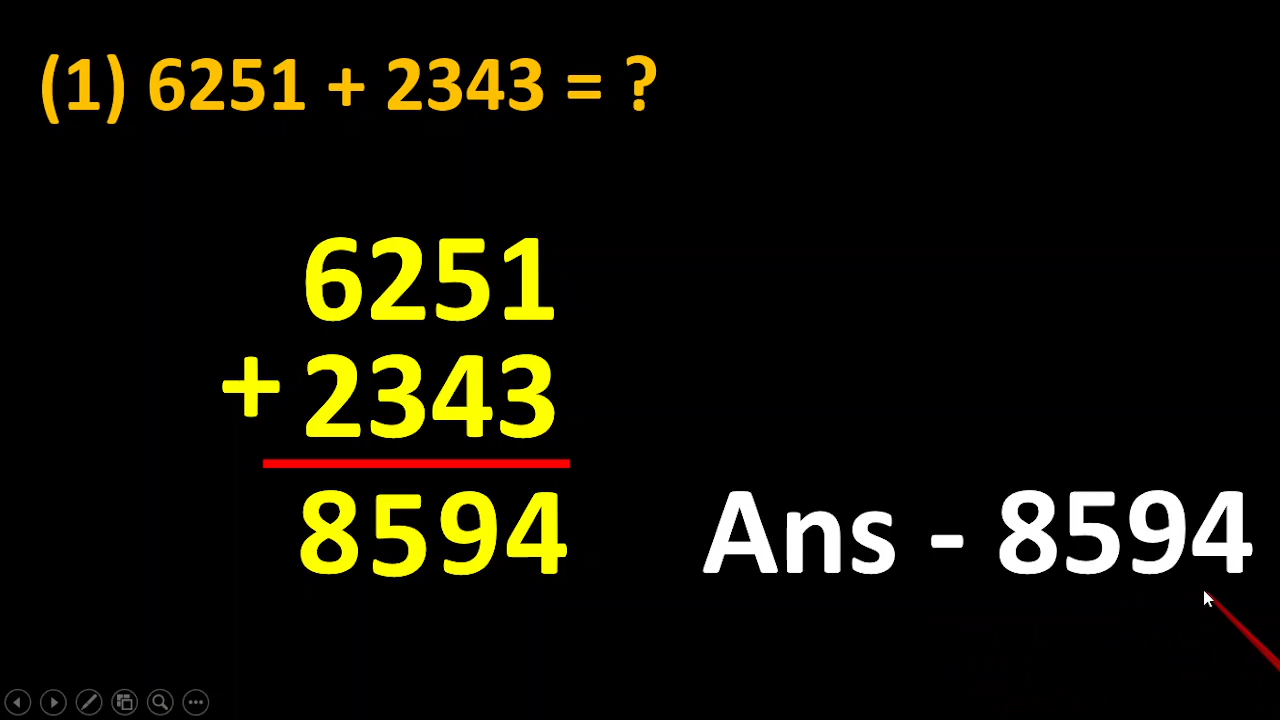 (1) 6251 + 2343 = ?
6251
+ 2343
8594
Ans - 8594